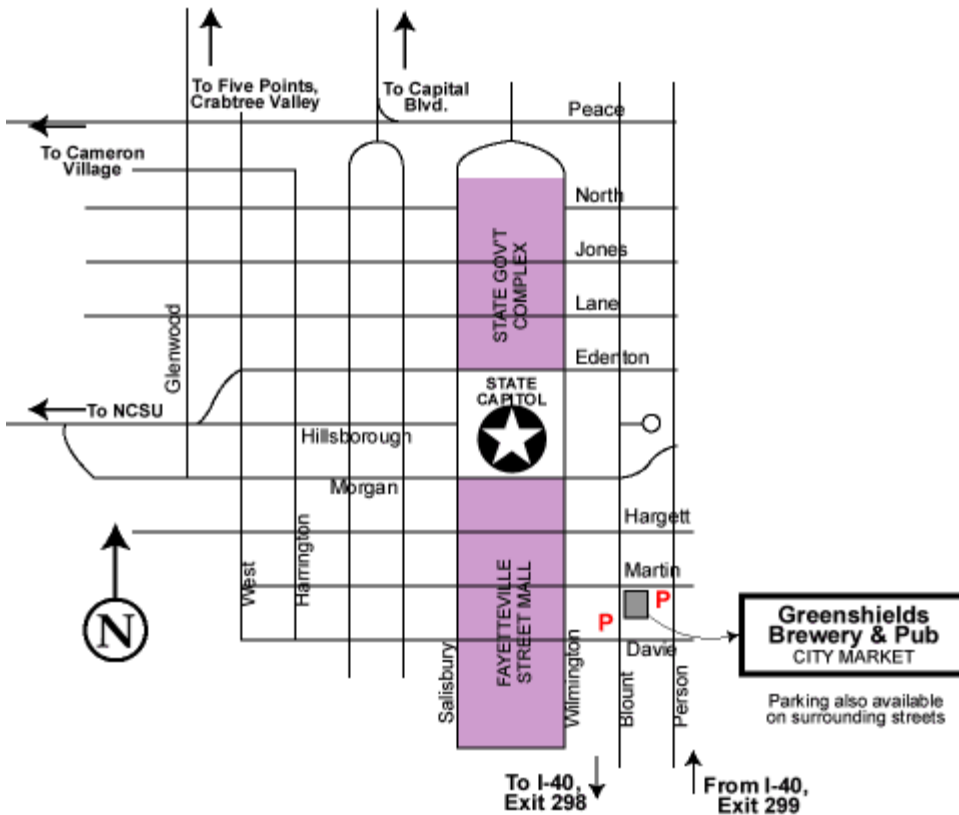 To Five Points,
Crabtree Valley
To Capital
Blvd.
Peace
To Cameron
Village
North
Jones
STATE GOV'T
COMPLEX
Lane
Glenwood
Edenton
STATE
CAPITOL
To NCSU
Hillsborough
Morgan
Hargett
West
Harrington
Martin
FAYETTEVILLE
STREET MALL
P
P
N
Greenshields
Brewery & Pub
CITY MARKET
Davie
Salisbury
Wilmington
Blount
Person
Parking also available
on surrounding streets
To I-40,
Exit 298
From I-40,
Exit 299